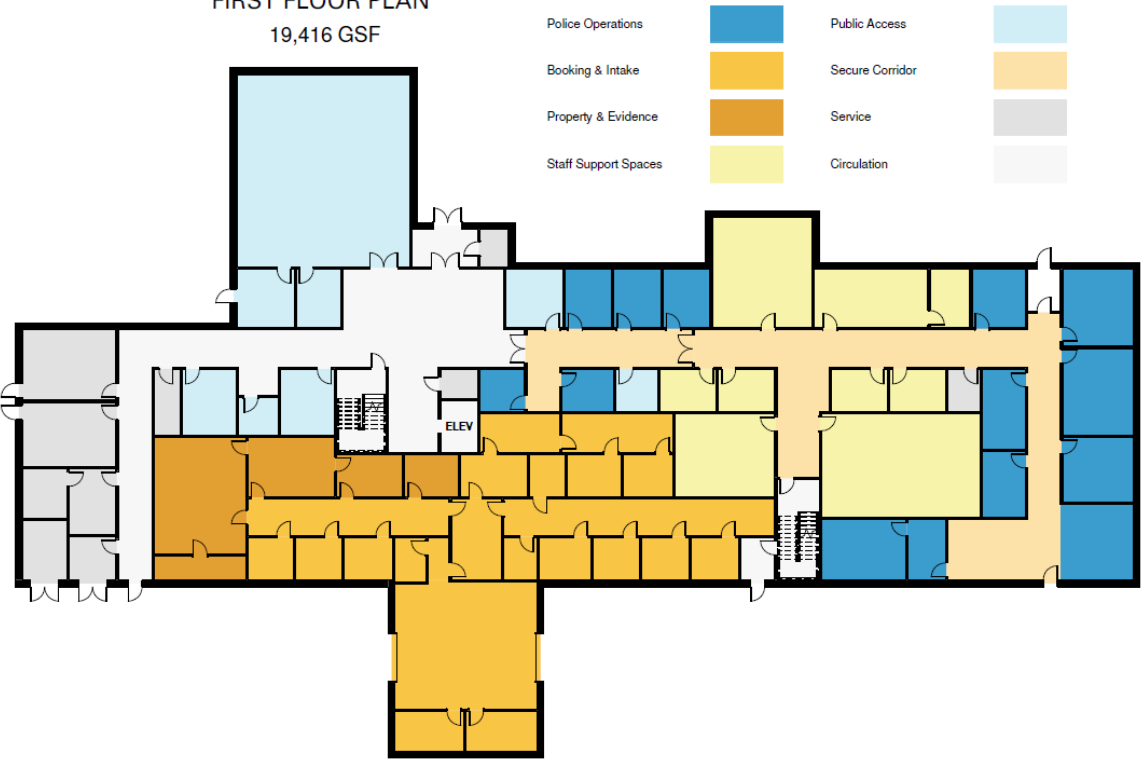 FIRST FLOOR PLAN
19,416 GSF
Police Operations
Public Access
Booking & Intake
Secure Corridor
Property & Evidence
Service
Staff Support Spaces
Circulation
ELEV